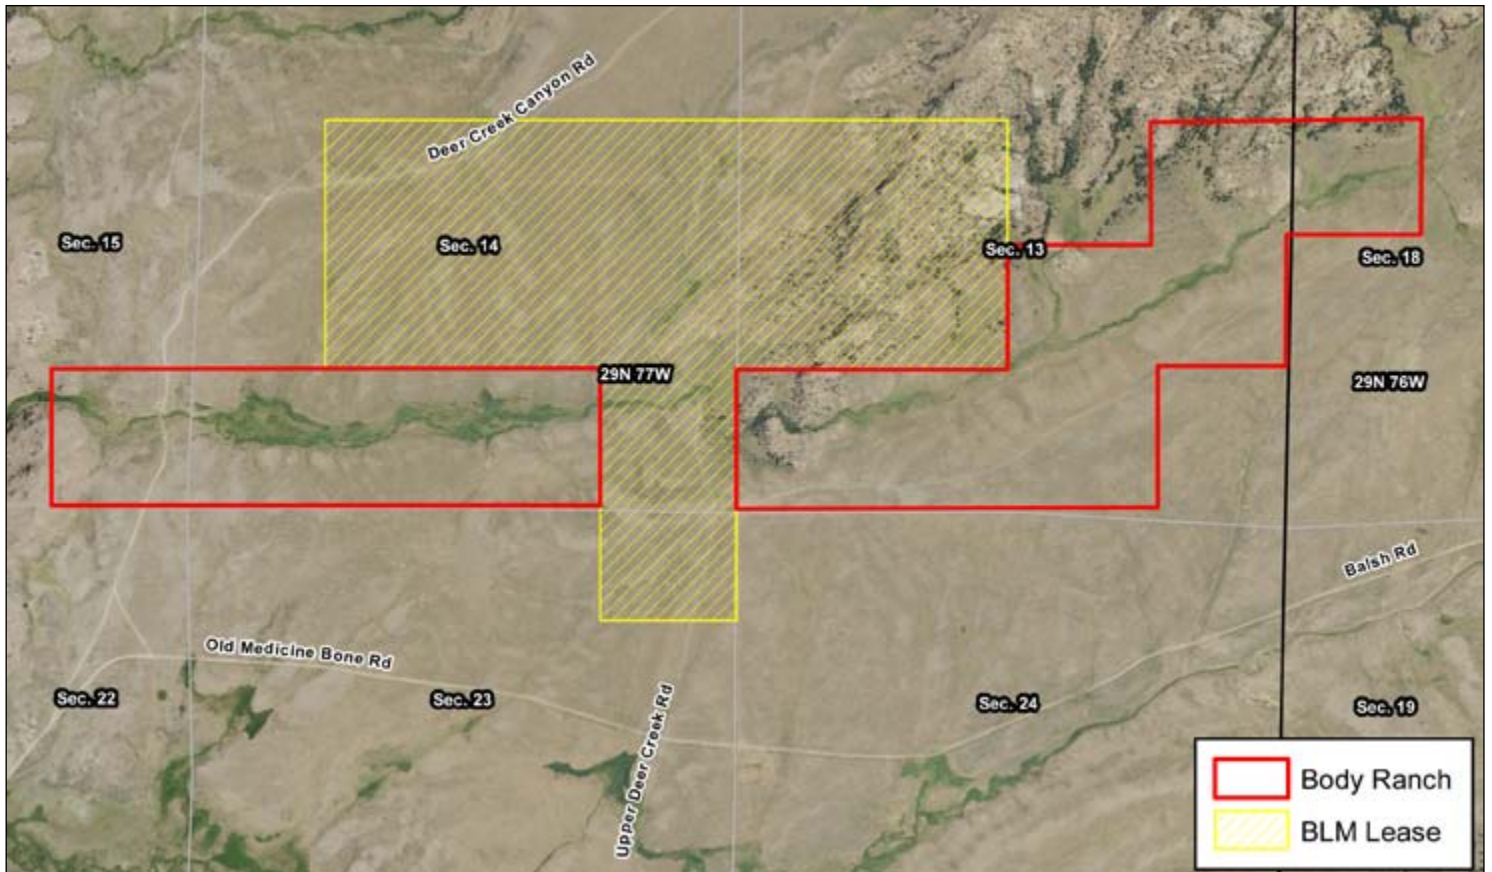 Deer Creek Canyon Rd
Sec. 15
Sec. 14
Sec. 13
Sec. 18
29N 77W
29N 76W
Balsh Rd
Old Medicine Bone Rd
Sec. 22
Sec. 23
Upper Deer Creek Rd
Sec. 24
Sec. 19
Body Ranch
BLM Lease